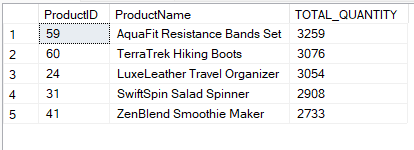 ProductID ProductName TOTAL_QUANTITY
1 59 AquaFit Resistance Bands Set 3259
2 60 TerraTrek Hiking Boots 3076
3 24 LuxeLeather Travel Organizer 3054
4 31 SwiftSpin Salad Spinner 2908
5 41 ZenBlend Smoothie Maker 2733